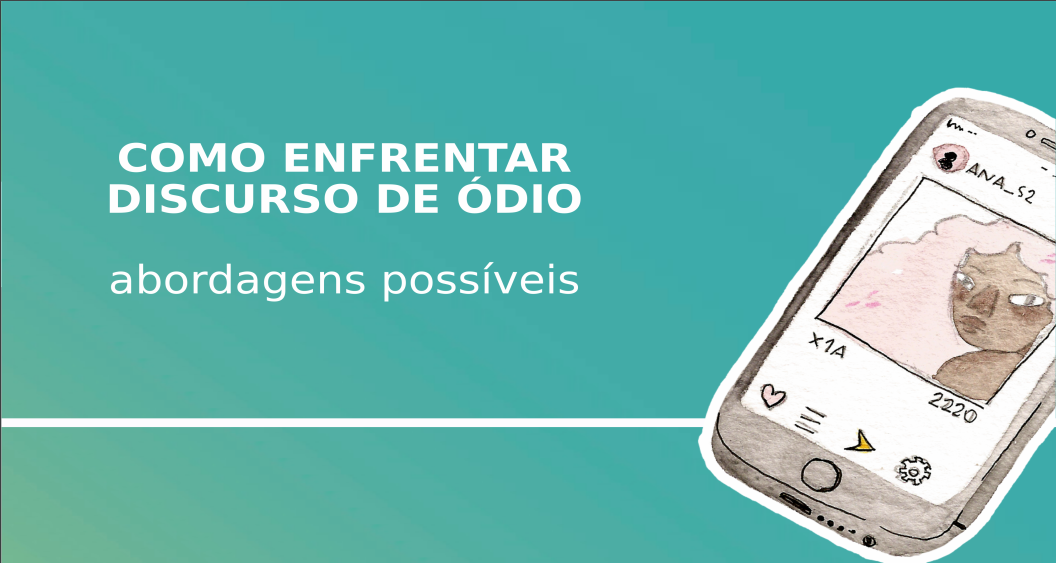 COMO ENFRENTAR
DISCURSO DE ÓDIO
abordagens possíveis
ANA_S2
X1A
2220